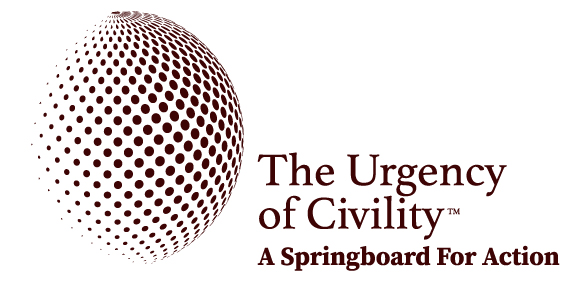 The Urgency
of Civility™
A Springboard For Action